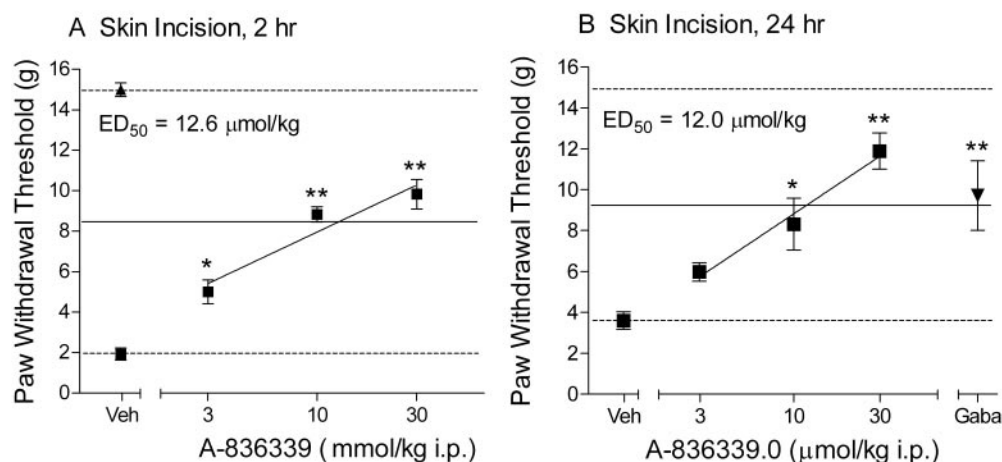 A Skin Incision, 2 hr
Paw Withdrawal Threshold (g)
16
14
12
10
8
6
4
2
0
ED50 = 12.6 μmol/kg
*
**
**
Veh 3 10 30
A-836339 ( mmol/kg i.p.)
B Skin Incision, 24 hr
Paw Withdrawal Threshold (g)
16
14
12
10
8
6
4
2
0
ED50 = 12.0 μmol/kg
*
**
**
Veh 3 10 30 Gaba
A-836339.0 (μmol/kg i.p.)